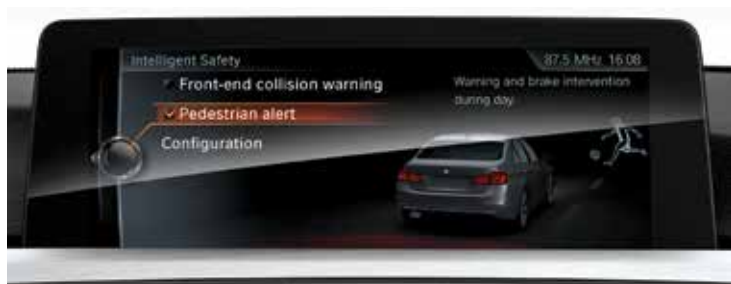 Intelligent Safety
87.5 MHz 16:08
Front-end collision warning
Pedestrian alert
Configuration
Warning and brake intervention
during day.